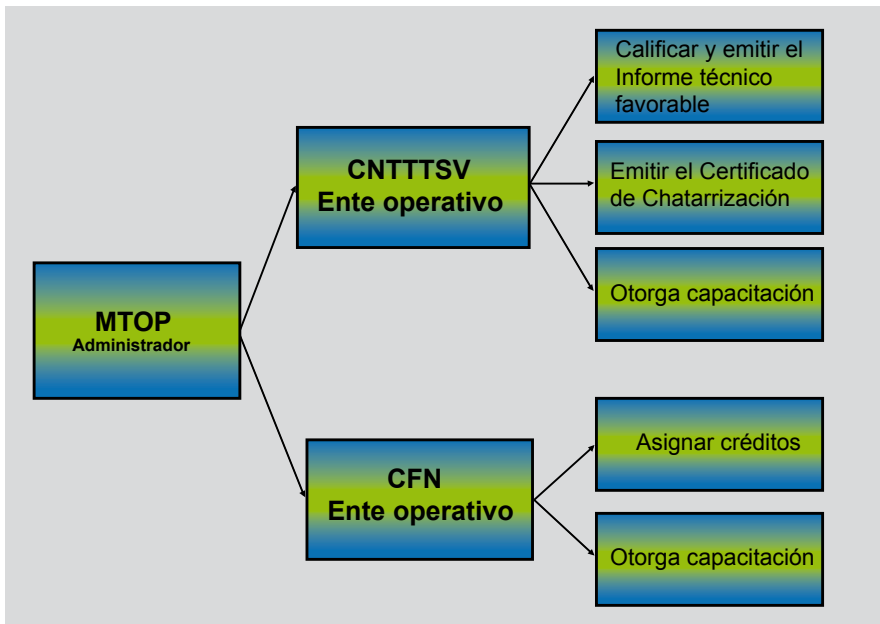 MTOP
Administrador
CNTTTSV
Ente operativo
Calificar y emitir el
Informe técnico
favorable
Emitir el Certificado
de Chatarrización
Otorga capacitación
CFN
Ente operativo
Asignar créditos
Otorga capacitación